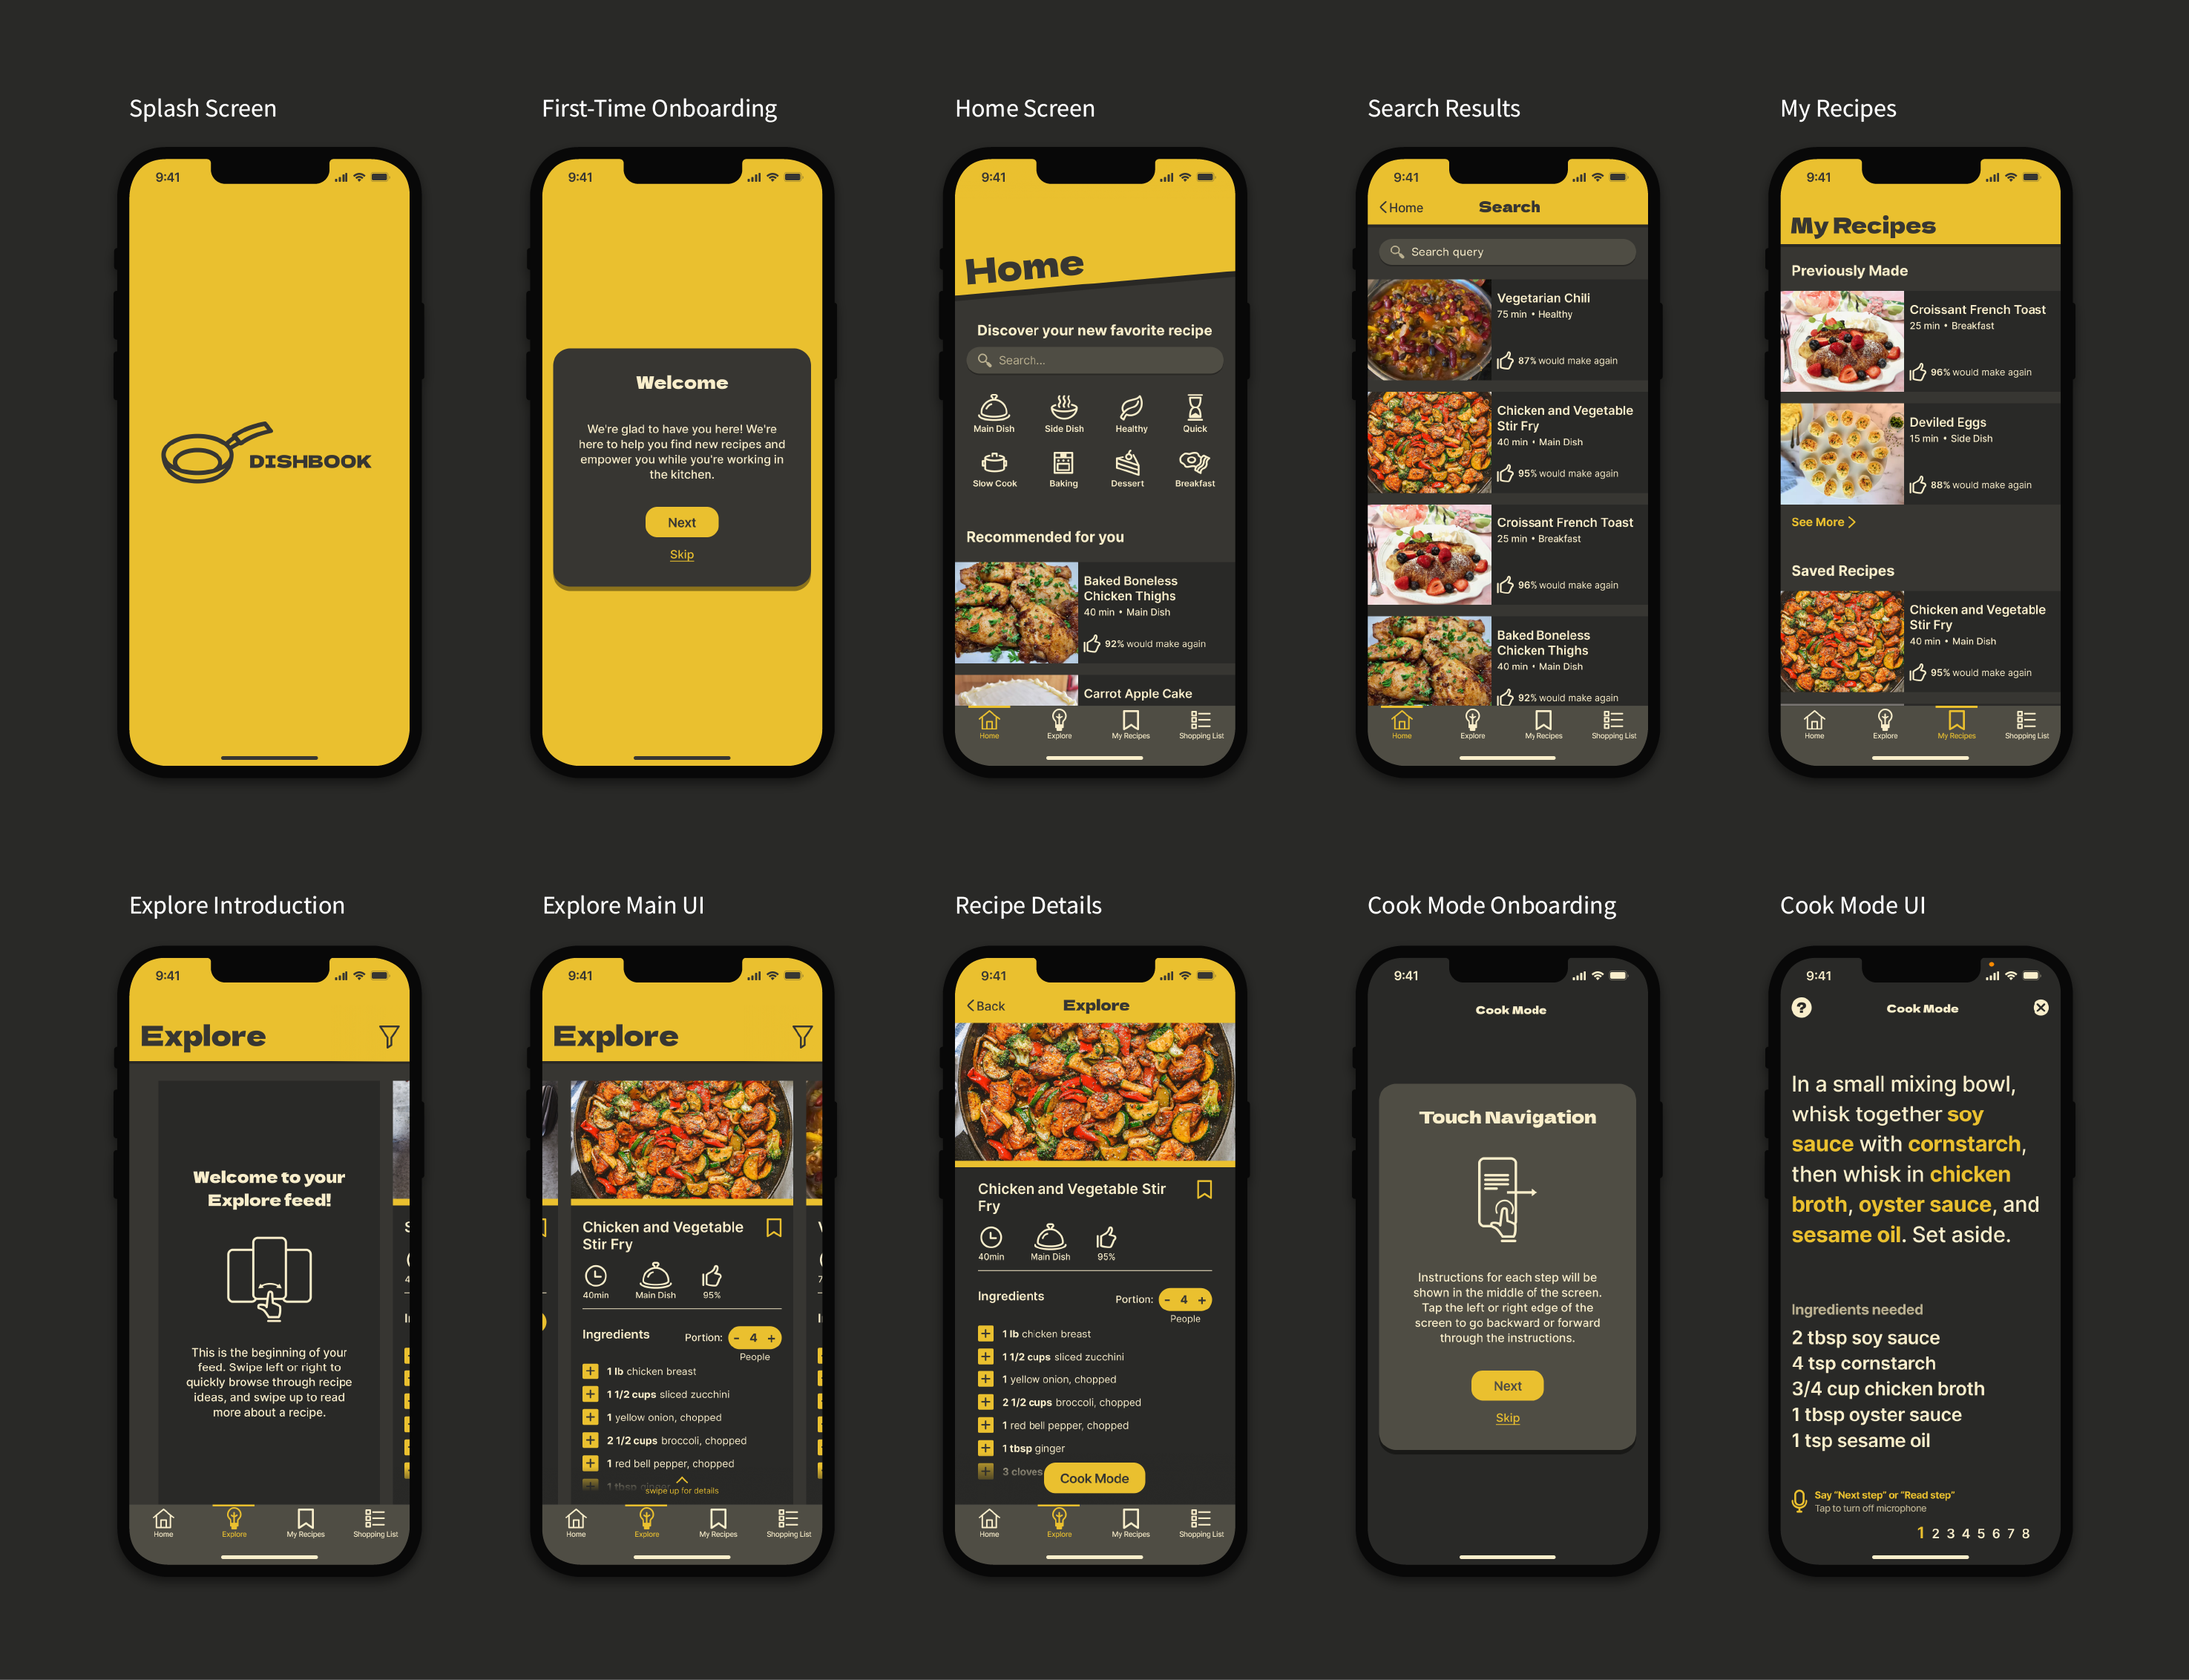 Splash Screen
9:41
DISHBOOK
First-Time Onboarding
9:41
Welcome
We're glad to have you here! We're
here to help you find new recipes and
empower you while you're working in
the kitchen.
Next
Skip
Home Screen
9:41
Home
Discover your new favorite recipe
Search...
Main Dish
Side Dish
Healthy
Quick
Slow Cook
Baking
Dessert
Breakfast
Recommended for you
Baked Boneless
Chicken Thighs
40 min • Main Dish
92% would make again
Carrot Apple Cake
Home
Explore
My Recipes
Shopping List
Search Results
9:41
Home
Search
Search query
Vegetarian Chili
75 min • Healthy
87% would make again
Chicken and Vegetable
Stir Fry
40 min • Main Dish
95% would make again
Croissant French Toast
25 min • Breakfast
96% would make again
Baked Boneless
Chicken Thighs
40 min • Main Dish
92% would make again
Home
Explore
My Recipes
Shopping List
My Recipes
9:41
My Recipes
Previously Made
Croissant French Toast
25 min • Breakfast
96% would make again
Deviled Eggs
15 min • Side Dish
88% would make again
See More
Saved Recipes
Chicken and Vegetable
Stir Fry
40 min • Main Dish
95% would make again
Home
Explore
My Recipes
Shopping List
Explore Introduction
9:41
Explore
Welcome to your
Explore feed!
This is the beginning of your
feed. Swipe left or right to
quickly browse through recipe
ideas, and swipe up to read
more about a recipe.
Home
Explore
My Recipes
Shopping List
Explore Main UI
9:41
Explore
Chicken and Vegetable
Stir Fry
40min
Main Dish
95%
Ingredients
Portion:
- 4 +
People
1 lb chicken breast
1 1/2 cups sliced zucchini
1 yellow onion, chopped
2 1/2 cups broccoli, chopped
1 red bell pepper, chopped
1 tbsp ginger
swipe up for details
Home
Explore
My Recipes
Shopping List
Recipe Details
9:41
Back
Explore
Chicken and Vegetable Stir
Fry
40min
Main Dish
95%
Ingredients
Portion:
- 4 +
People
1 lb chicken breast
1 1/2 cups sliced zucchini
1 yellow onion, chopped
2 1/2 cups broccoli, chopped
1 red bell pepper, chopped
1 tbsp ginger
3 cloves
Cook Mode
Home
Explore
My Recipes
Shopping List
Cook Mode Onboarding
9:41
Cook Mode
Touch Navigation
Instructions for each step will be
shown in the middle of the screen.
Tap the left or right edge of the
screen to go backward or forward
through the instructions.
Next
Skip
Cook Mode UI
9:41
?
Cook Mode
In a small mixing bowl,
whisk together soy
sauce with cornstarch,
then whisk in chicken
broth, oyster sauce, and
sesame oil. Set aside.
Ingredients needed
2 tbsp soy sauce
4 tsp cornstarch
3/4 cup chicken broth
1 tbsp oyster sauce
1 tsp sesame oil
Say "Next step" or "Read step"
Tap to turn off microphone
1 2 3 4 5 6 7 8